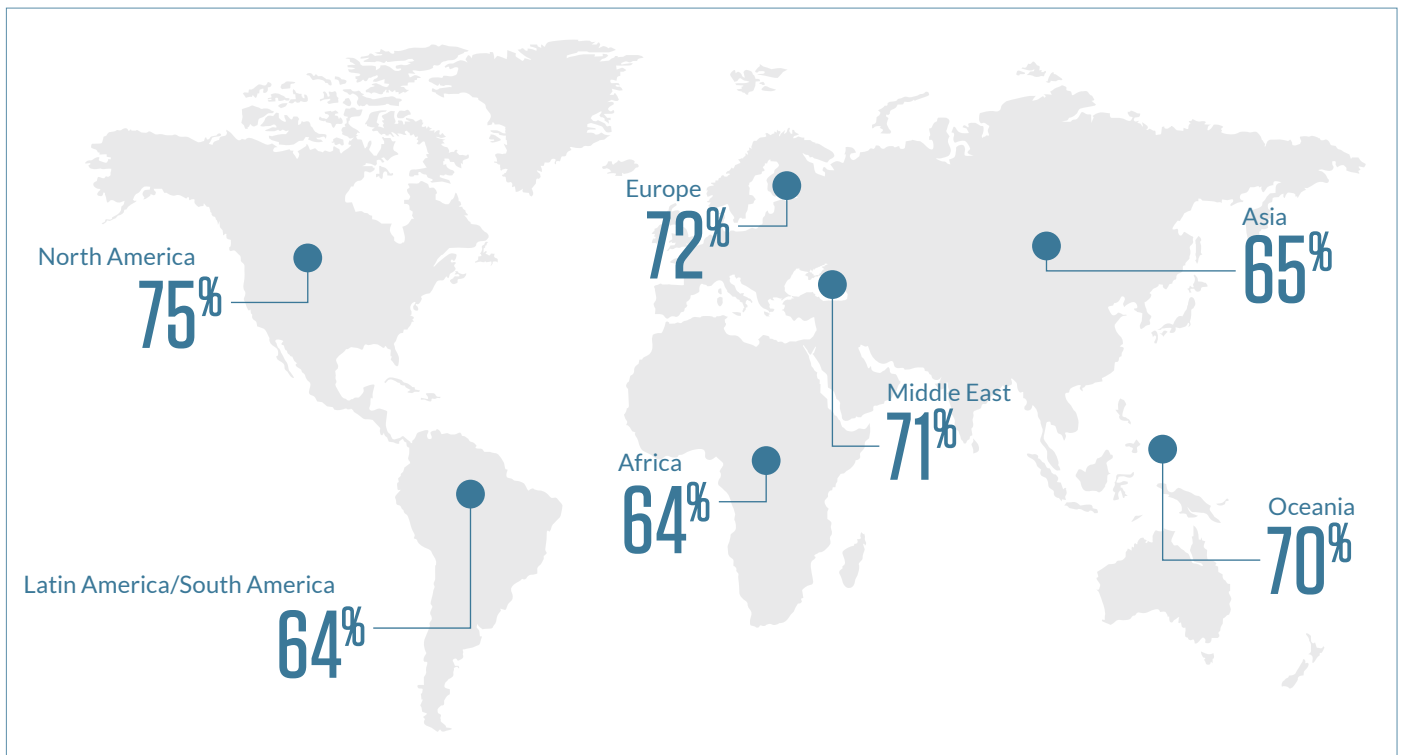 Europe
72%
Asia
65%
North America
75%
Middle East
71%
Africa
64%
Oceania
70%
Latin America/South America
64%